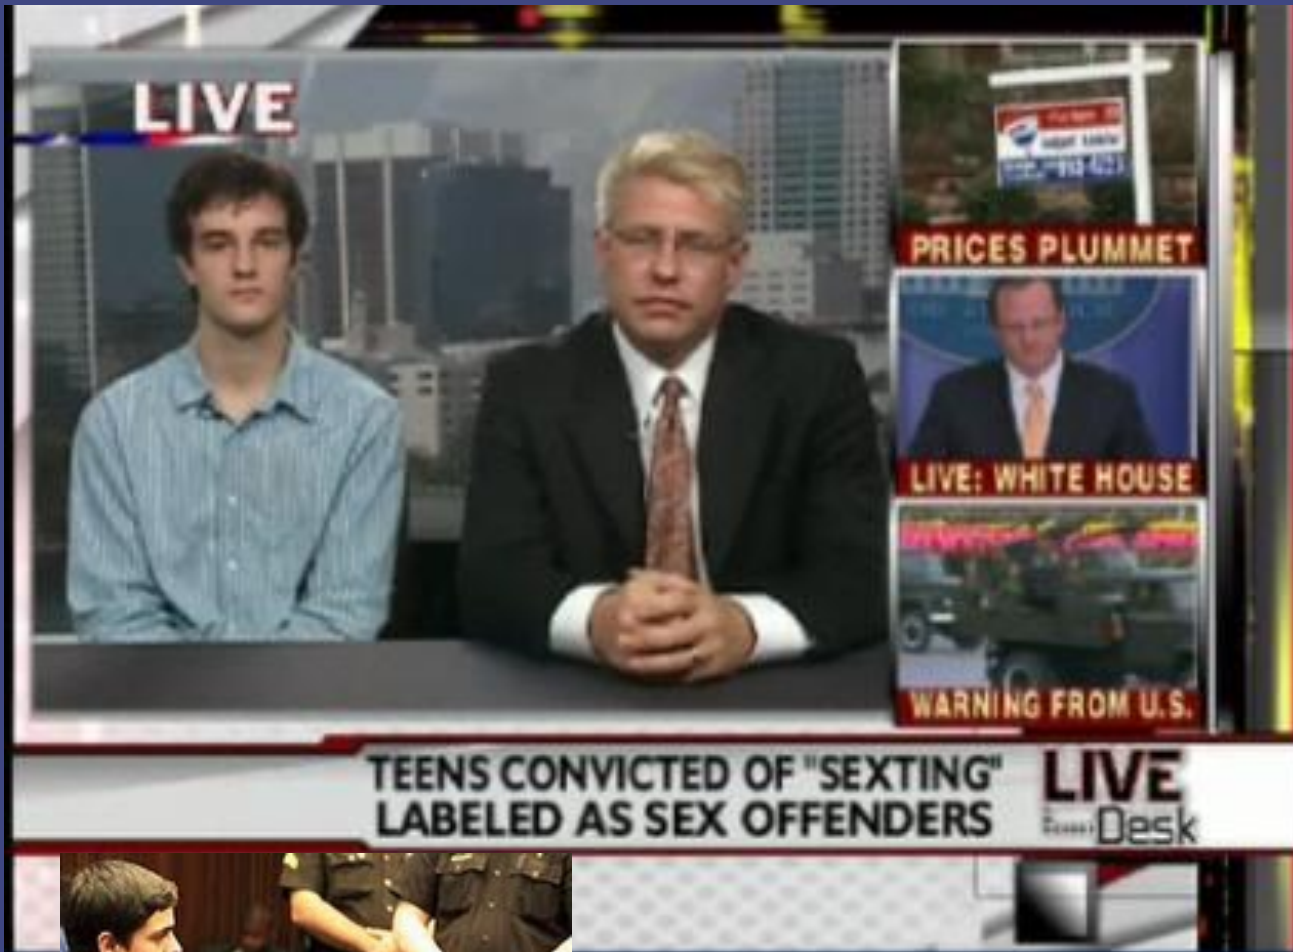 LIVE
PRICES PLUMMET
LIVE: WHITE HOUSE
WARNING FROM U.S.
TEENS CONVICTED OF "SEXTING"
LABELED AS SEX OFFENDERS
LIVE
Desk